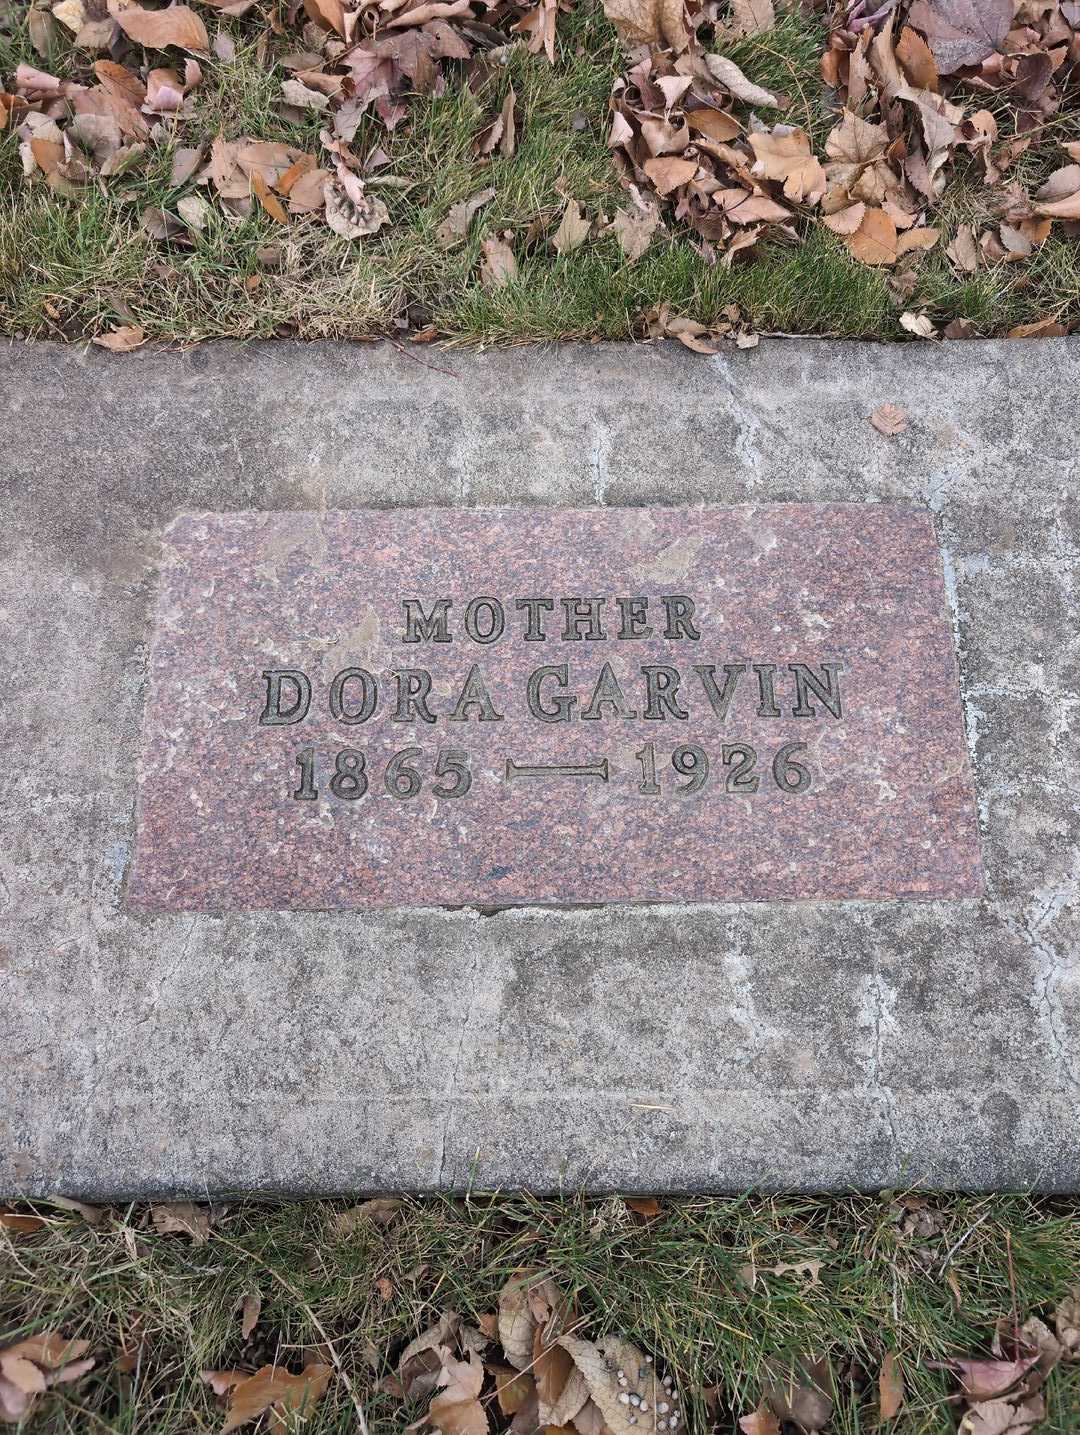 MOTHER
DORA GARVIN
1865 — 1926